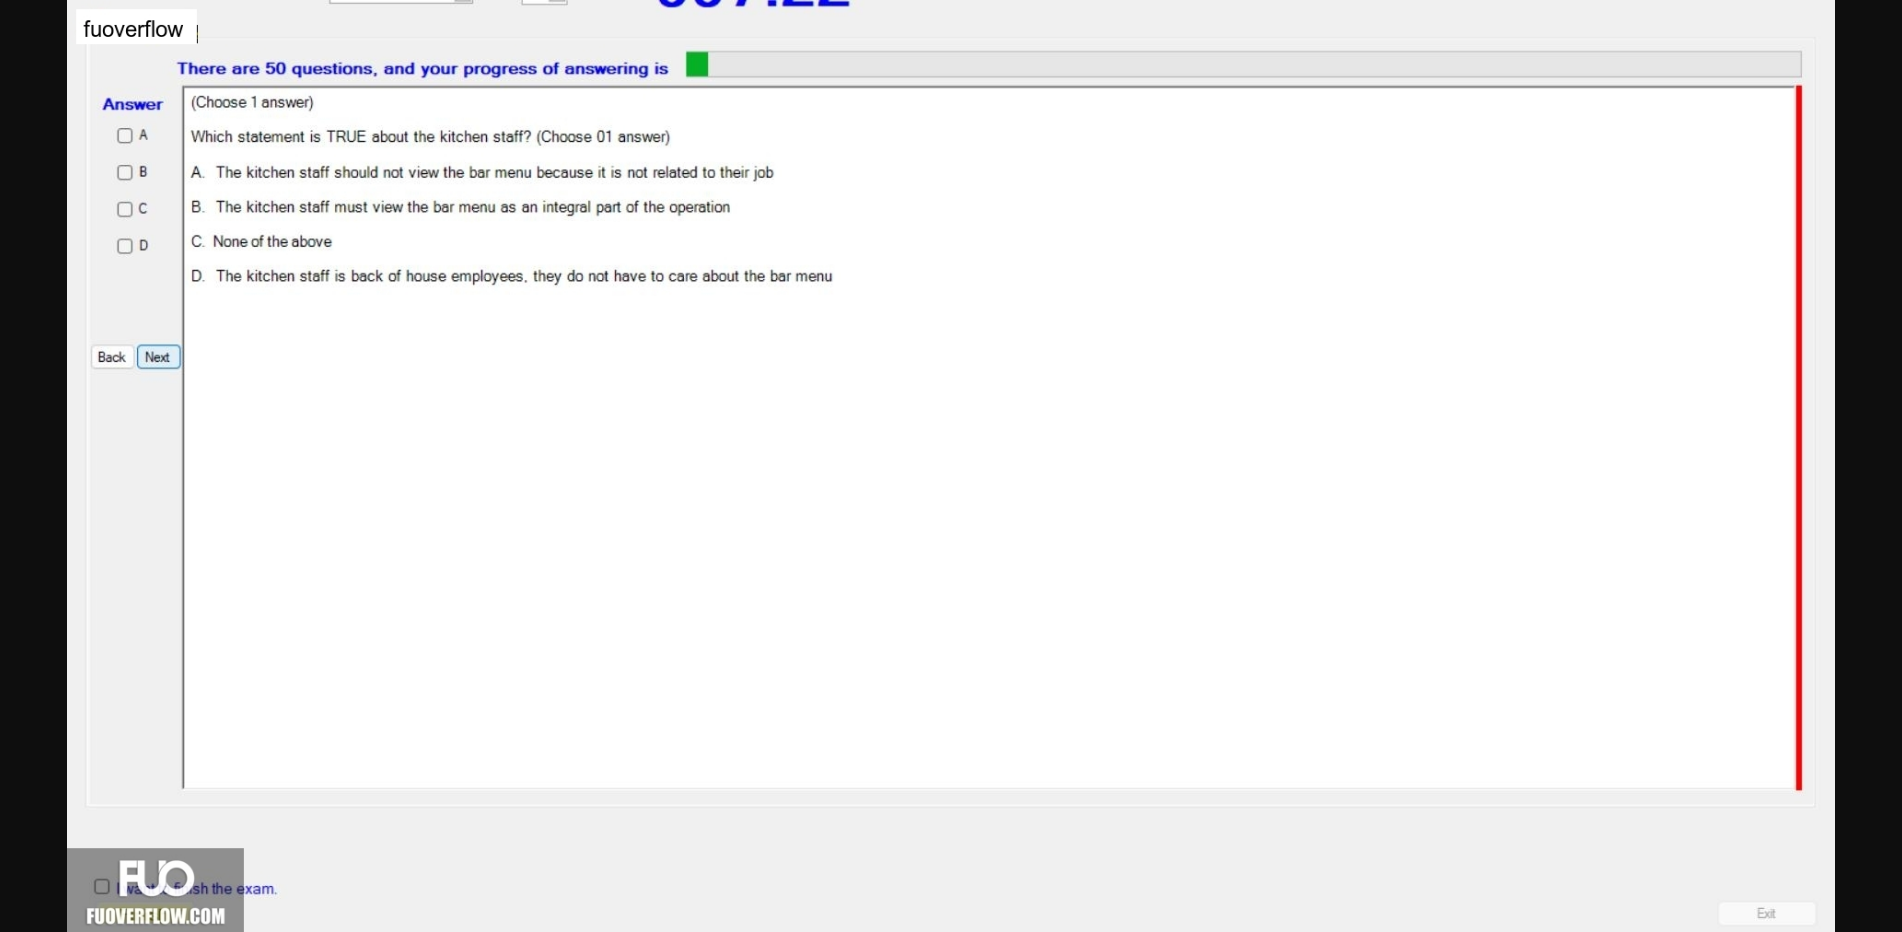 fuoverflow
There are 50 questions, and your progress of answering is
Answer
(Choose 1 answer)
A
Which statement is TRUE about the kitchen staff? (Choose 01 answer)
B
A. The kitchen staff should not view the bar menu because it is not related to their job
C
B. The kitchen staff must view the bar menu as an integral part of the operation
D
C. None of the above
D. The kitchen staff is back of house employees, they do not have to care about the bar menu
Back Next
FUO
sh the exam.
FUOVERFLOW.COM
Exit